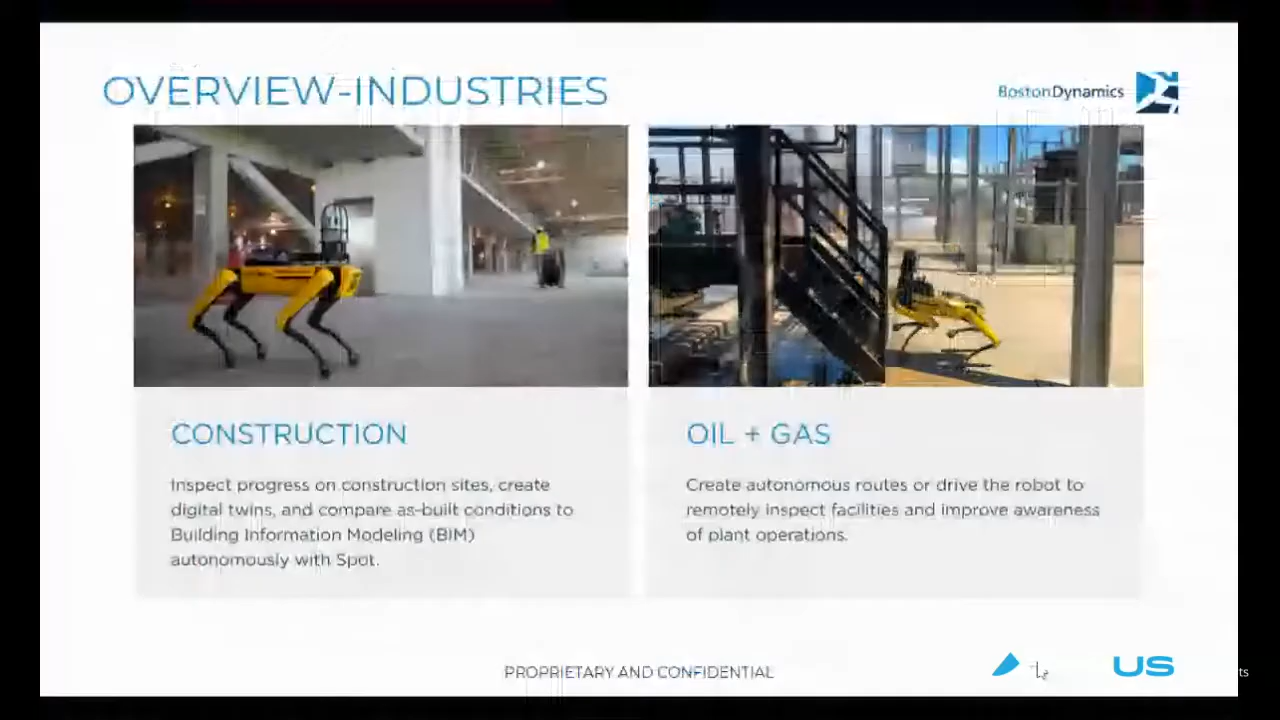 OVERVIEW-INDUSTRIES
BostonDynamics
CONSTRUCTION
Inspect progress on construction sites, create
digital twins, and compare as-built conditions to
Building Information Modeling (BIM)
autonomously with Spot.
OIL + GAS
Create autonomous routes or drive the robot to
remotely inspect facilities and improve awareness
of plant operations.
PROPRIETARY AND CONFIDENTIAL
US
ts